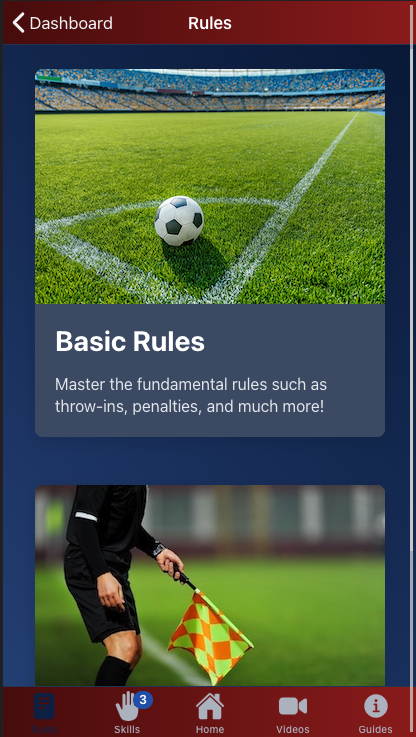 Dashboard
Rules
Basic Rules
Master the fundamental rules such as
throw-ins, penalties, and much more!
3
Rules
Skills
Home
Videos
Guides